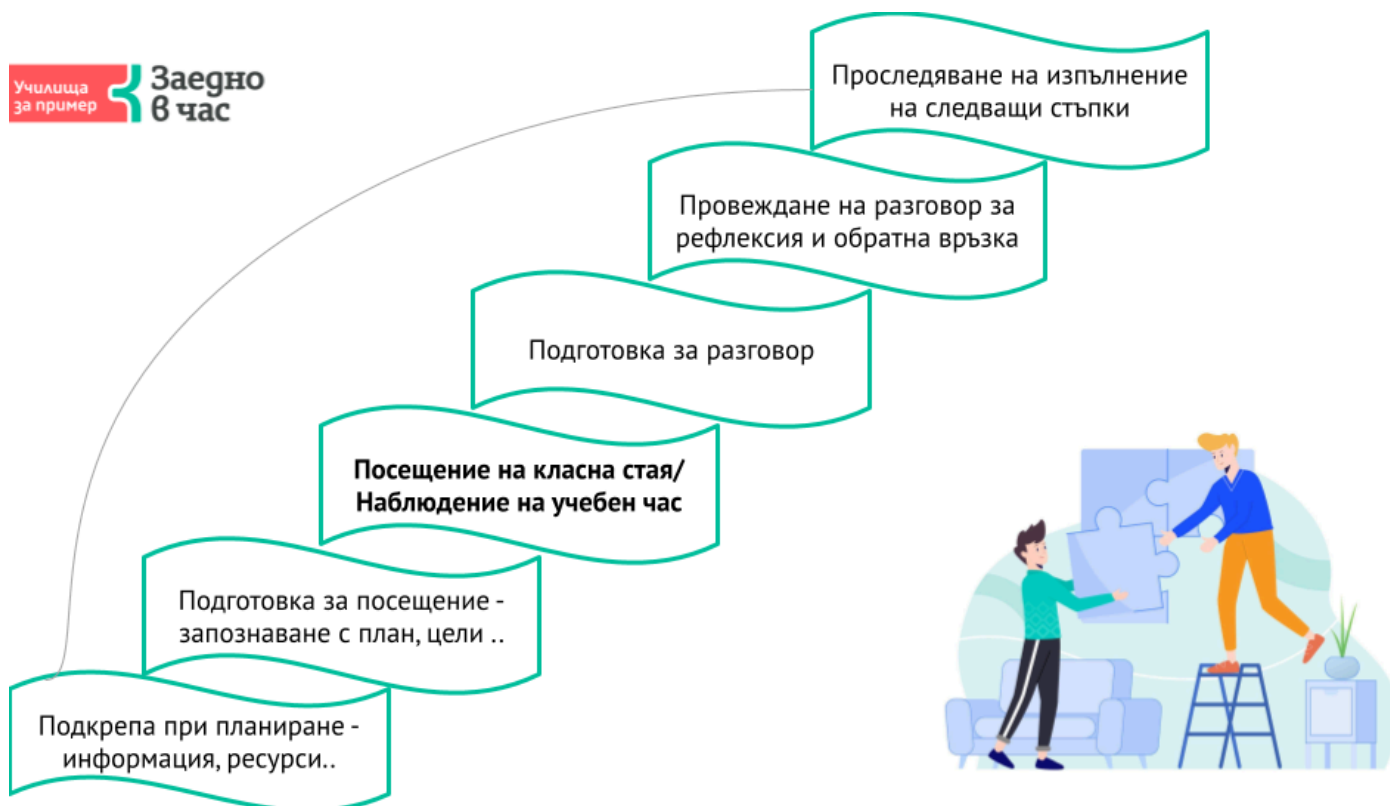 Училища
за пример
Заедно
в час
Проследяване на изпълнение
на следващи стъпки
Провеждане на разговор за
рефлексия и обратна връзка
Подготовка за разговор
Посещение на класна стая/
Наблюдение на учебен час
Подготовка за посещение -
запознаване с план, цели ..
Подкрепа при планиране -
информация, ресурси..